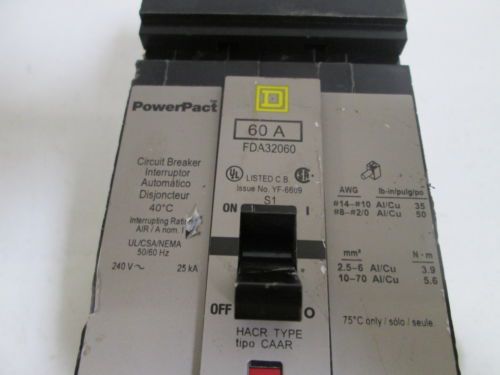 PowerPact
Circuit Breaker
Interruptor
Automático
Disjoncteur
40°C
Interrupting
AIR / A nom.
UL/CSA/NEMA
50/60 Hz
240 V~ 25 kA
D
60 A
FDA32060
UL LISTED C.B.
Issue No. YF-6609
S1
ON I
OFF O
HACR TYPE
tipo CAAR
AWG lb-in/pulg/po
#14–#10 Al/Cu 35
#8–#2/0 Al/Cu 50
mm² N·m
2.5–6 Al/Cu 3.9
10–70 Al/Cu 5.6
75°C only / sólo / seule